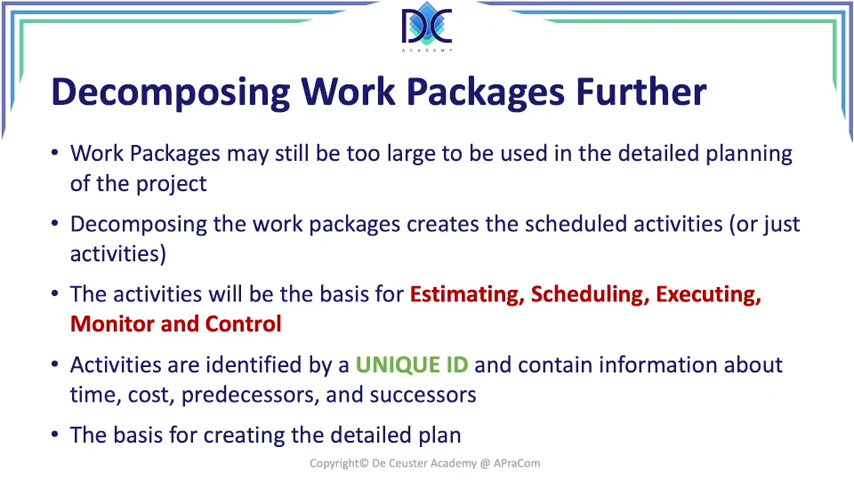 DC
ACADEMY
Decomposing Work Packages Further
• Work Packages may still be too large to be used in the detailed planning
of the project
• Decomposing the work packages creates the scheduled activities (or just
activities)
• The activities will be the basis for Estimating, Scheduling, Executing,
Monitor and Control
• Activities are identified by a UNIQUE ID and contain information about
time, cost, predecessors, and successors
• The basis for creating the detailed plan
Copyright© De Ceuster Academy @ APraCom